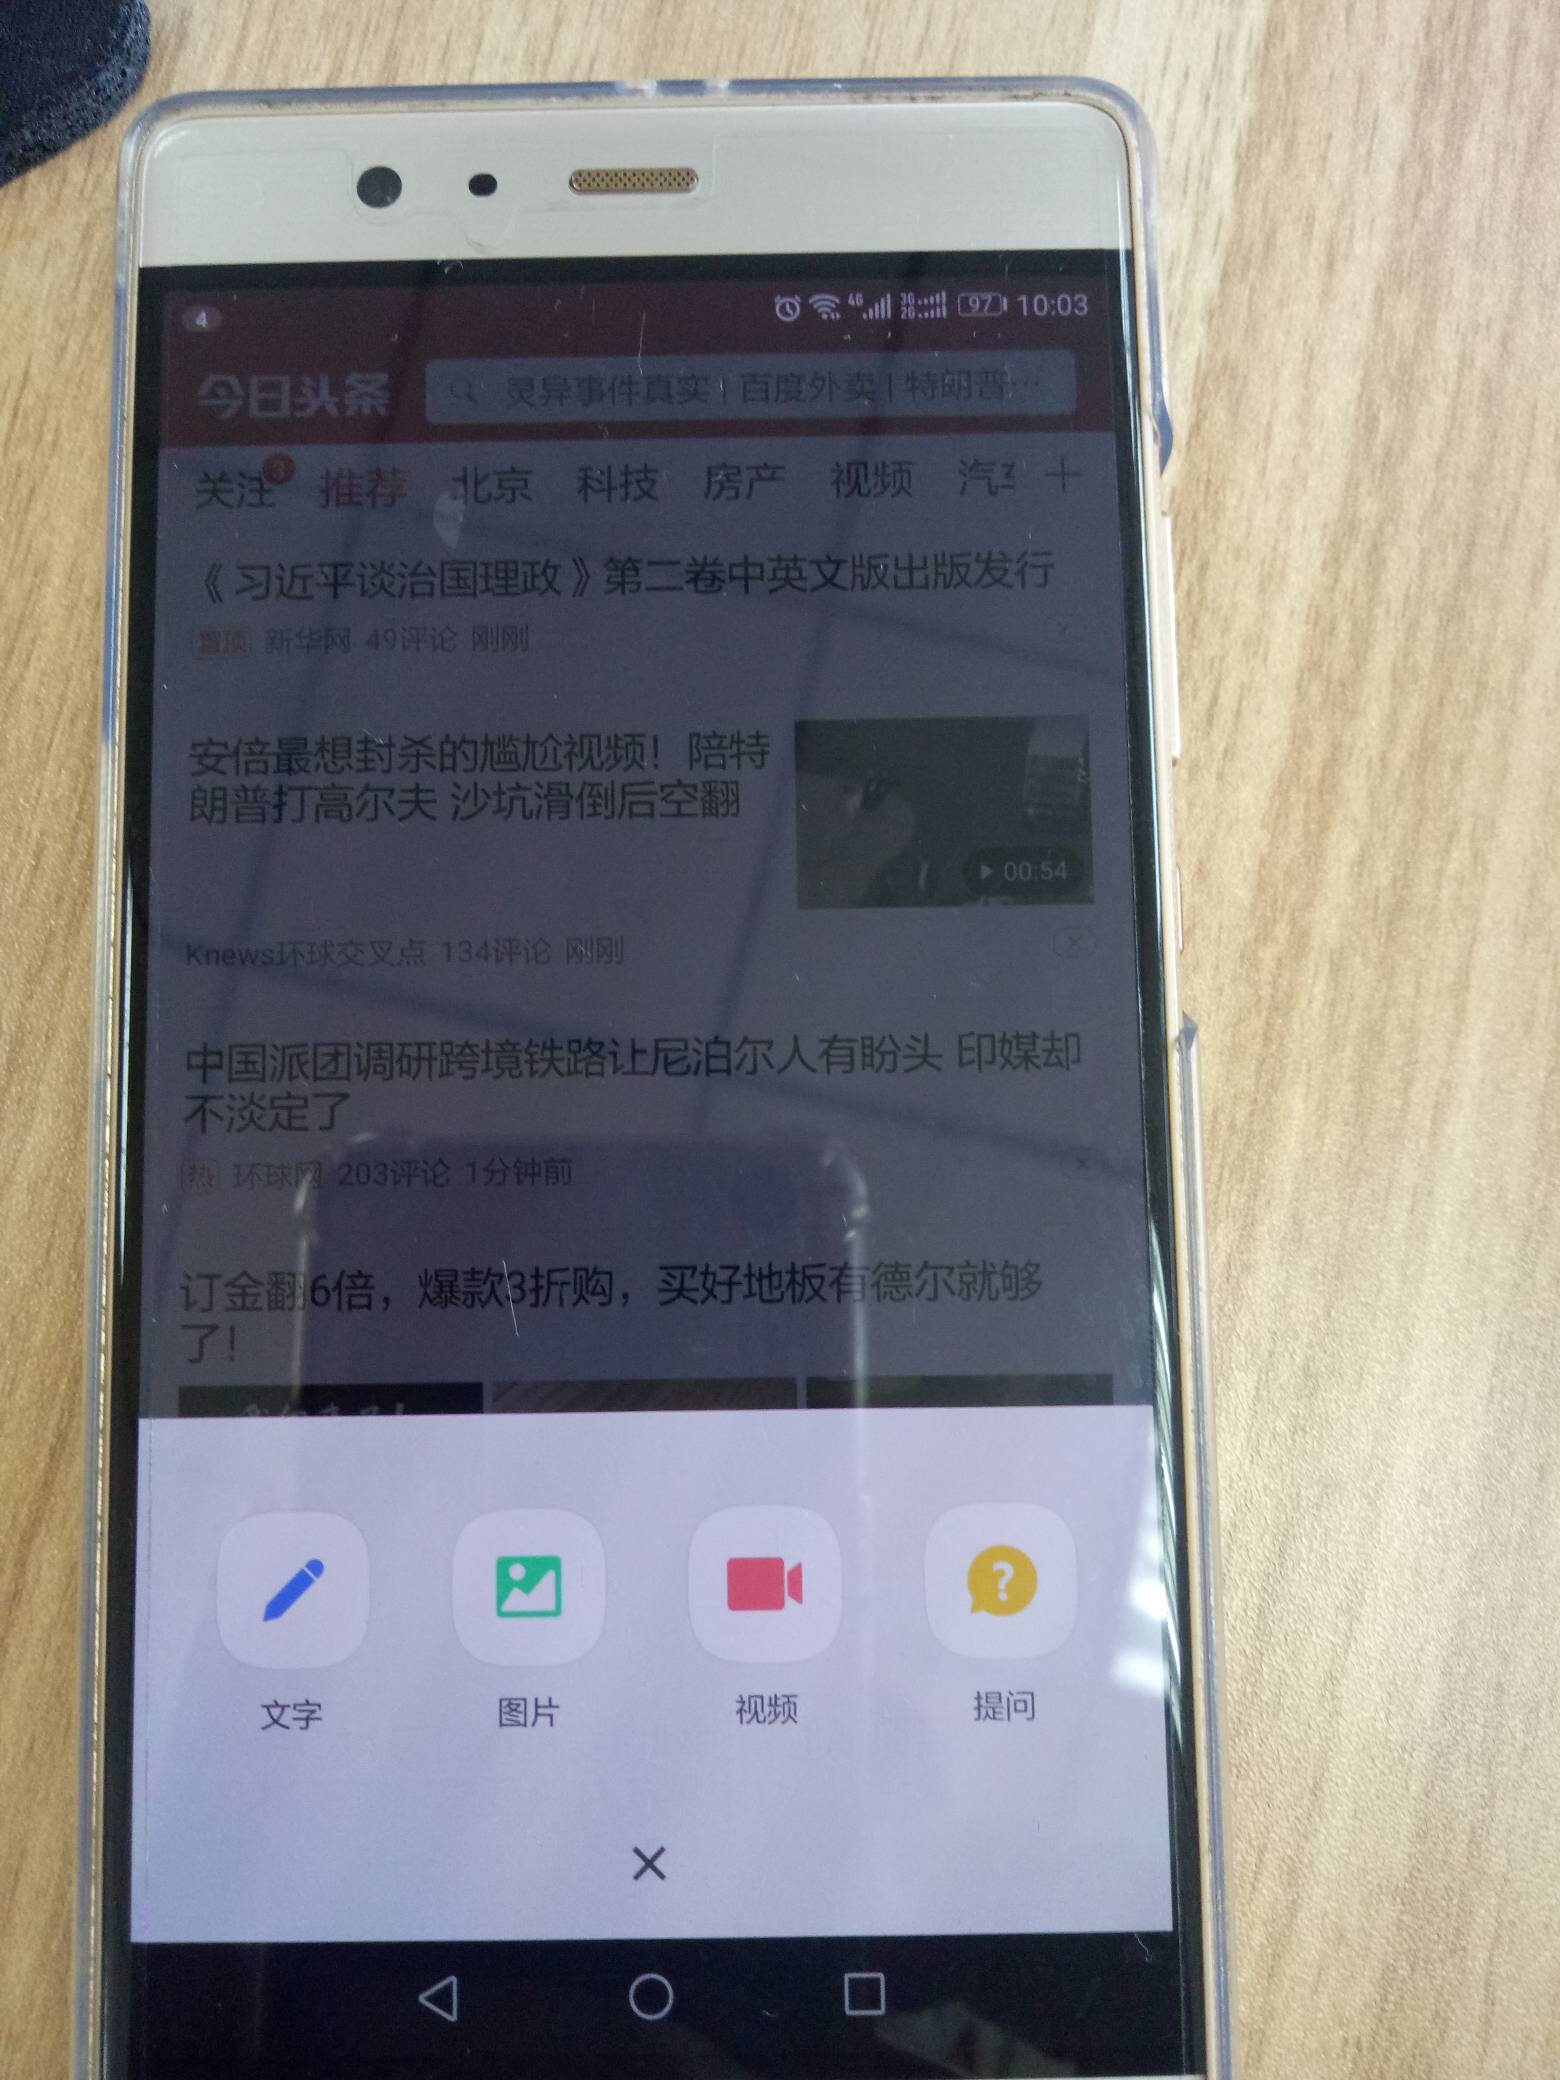 4 4G 3G 2G 97 10:03
今日头条 灵异事件真实 | 百度外卖 | 特朗普…
关注 3 推荐 北京 科技 房产 视频
《习近平谈治国理政》第二卷中英文版出版发行
置顶 新华网 49评论 刚刚
安倍最想封杀的尴尬视频！陪特
朗普打高尔夫 沙坑滑倒后空翻
00:54
Knews环球交叉点 134评论 刚刚
中国派团调研跨境铁路让尼泊尔人有盼头 印媒却
不淡定了
热 环球网 203评论 1分钟前
订金翻6倍，爆款3折购，买好地板有德尔就够
了！
文字 图片 视频 提问